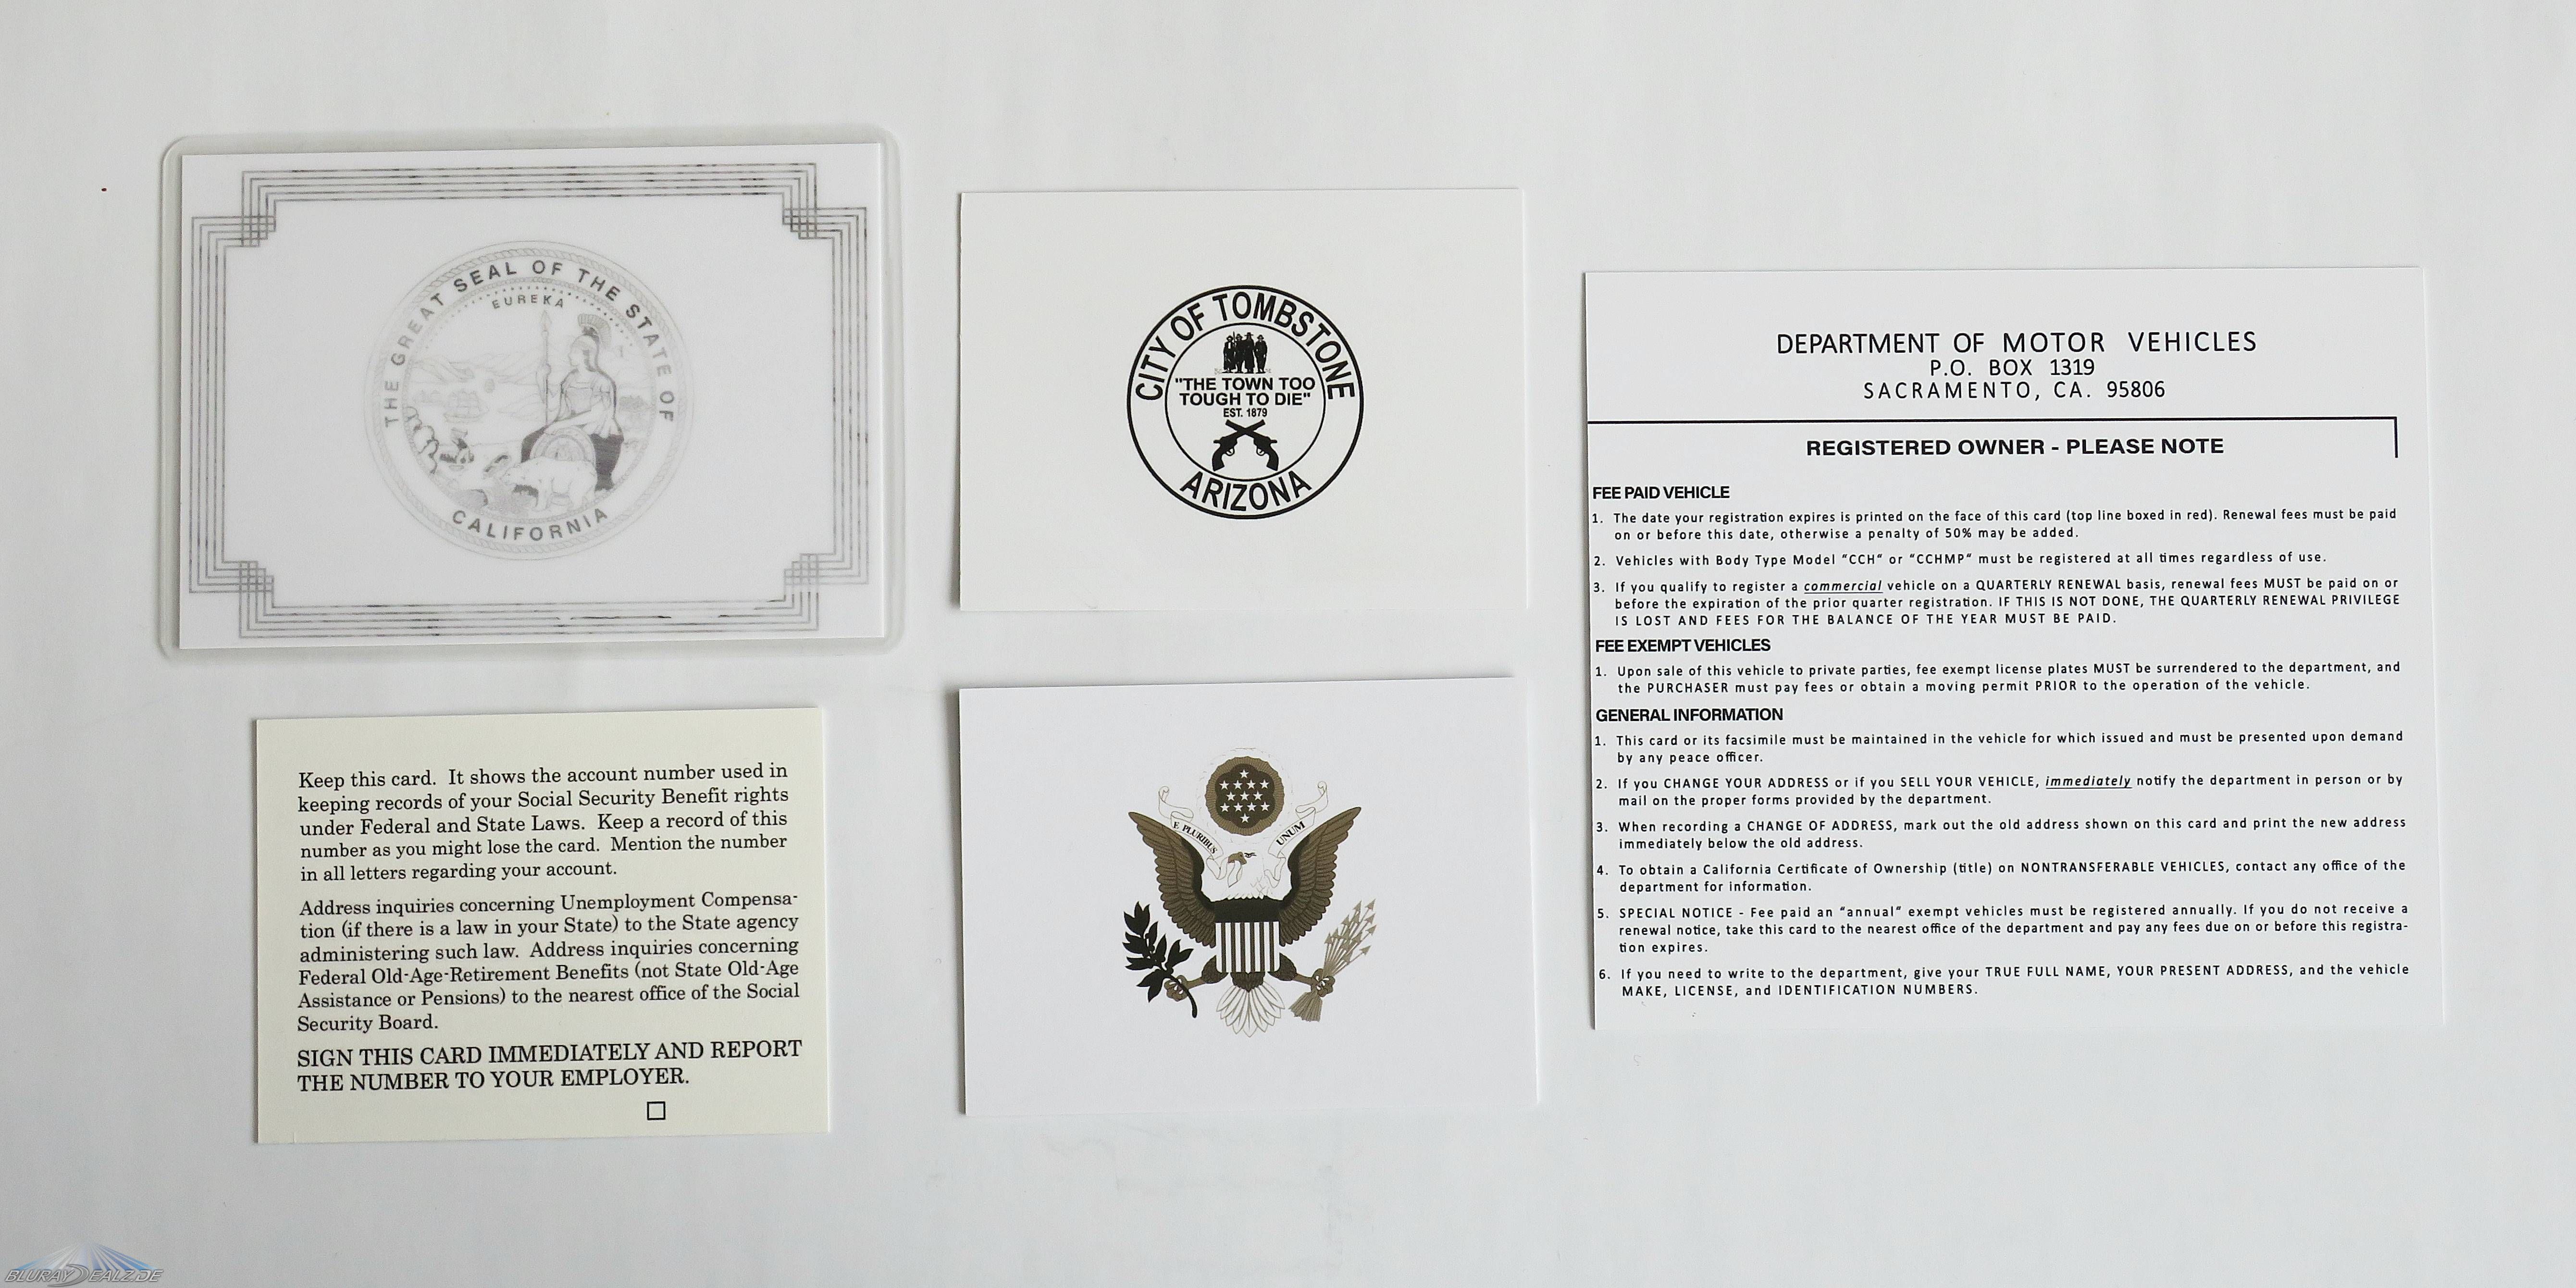 THE GREAT SEAL OF THE STATE OF
EUREKA
CALIFORNIA
Keep this card. It shows the account number used in
keeping records of your Social Security Benefit rights
under Federal and State Laws. Keep a record of this
number as you might lose the card. Mention the number
in all letters regarding your account.
Address inquiries concerning Unemployment Compensa-
tion (if there is a law in your State) to the State agency
administering such law. Address inquiries concerning
Federal Old-Age-Retirement Benefits (not State Old-Age
Assistance or Pensions) to the nearest office of the Social
Security Board.
SIGN THIS CARD IMMEDIATELY AND REPORT
THE NUMBER TO YOUR EMPLOYER.
CITY OF TOMBSTONE
"THE TOWN TOO
TOUGH TO DIE"
EST. 1879
ARIZONA
E PLURIBUS UNUM
DEPARTMENT OF MOTOR VEHICLES
P.O. BOX 1319
SACRAMENTO, CA. 95806
REGISTERED OWNER - PLEASE NOTE
FEE PAID VEHICLE
1. The date your registration expires is printed on the face of this card (top line boxed in red). Renewal fees must be paid
on or before this date, otherwise a penalty of 50% may be added.
2. Vehicles with Body Type Model “CCH“ or “CCHMP“ must be registered at all times regardless of use.
3. If you qualify to register a commercial vehicle on a QUARTERLY RENEWAL basis, renewal fees MUST be paid on or
before the expiration of the prior quarter registration. IF THIS IS NOT DONE, THE QUARTERLY RENEWAL PRIVILEGE
IS LOST AND FEES FOR THE BALANCE OF THE YEAR MUST BE PAID.
FEE EXEMPT VEHICLES
1. Upon sale of this vehicle to private parties, fee exempt license plates MUST be surrendered to the department, and
the PURCHASER must pay fees or obtain a moving permit PRIOR to the operation of the vehicle.
GENERAL INFORMATION
1. This card or its facsimile must be maintained in the vehicle for which issued and must be presented upon demand
by any peace officer.
2. If you CHANGE YOUR ADDRESS or if you SELL YOUR VEHICLE, immediately notify the department in person or by
mail on the proper forms provided by the department.
3. When recording a CHANGE OF ADDRESS, mark out the old address shown on this card and print the new address
immediately below the old address.
4. To obtain a California Certificate of Ownership (title) on NONTRANSFERABLE VEHICLES, contact any office of the
department for information.
5. SPECIAL NOTICE - Fee paid an “annual“ exempt vehicles must be registered annually. If you do not receive a
renewal notice, take this card to the nearest office of the department and pay any fees due on or before this registra-
tion expires.
6. If you need to write to the department, give your TRUE FULL NAME, YOUR PRESENT ADDRESS, and the vehicle
MAKE, LICENSE, and IDENTIFICATION NUMBERS.
BLURAYDEALZ.DE